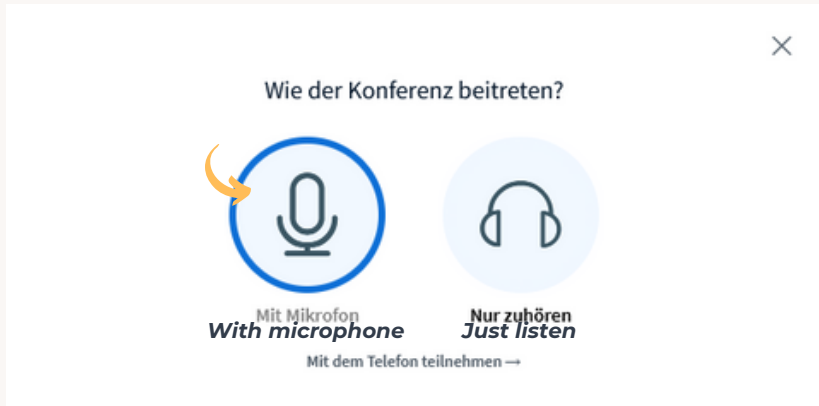 Wie der Konferenz beitreten?
Mit Mikrofon
Nur zuhören
With microphone
Just listen
Mit dem Telefon teilnehmen →